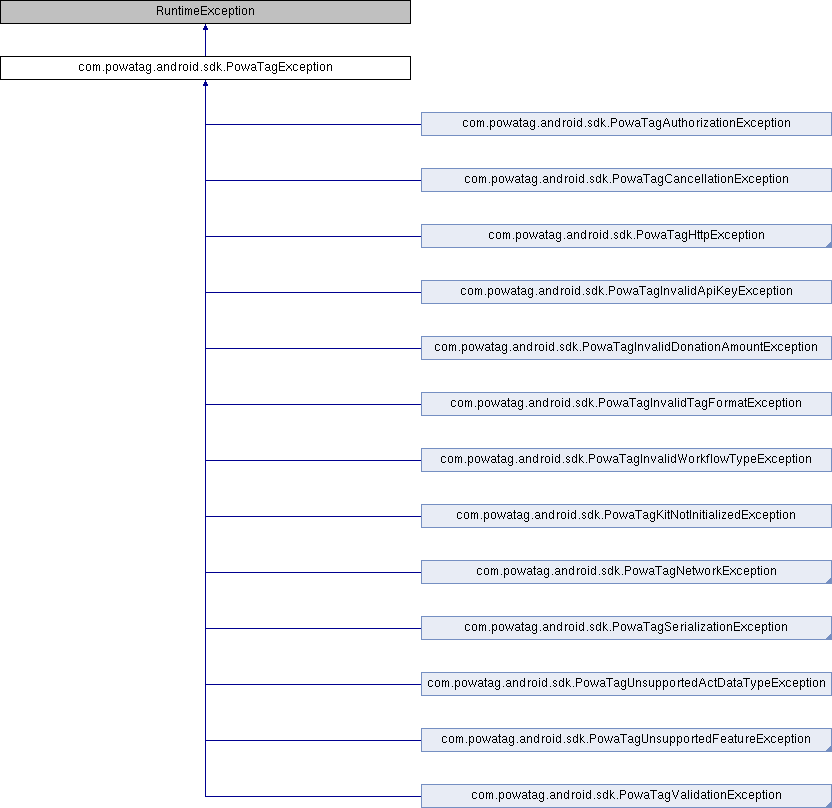 RuntimeException
com.powatag.android.sdk.PowaTagException
com.powatag.android.sdk.PowaTagAuthorizationException
com.powatag.android.sdk.PowaTagCancellationException
com.powatag.android.sdk.PowaTagHttpException
com.powatag.android.sdk.PowaTagInvalidApiKeyException
com.powatag.android.sdk.PowaTagInvalidDonationAmountException
com.powatag.android.sdk.PowaTagInvalidTagFormatException
com.powatag.android.sdk.PowaTagInvalidWorkflowTypeException
com.powatag.android.sdk.PowaTagKitNotInitializedException
com.powatag.android.sdk.PowaTagNetworkException
com.powatag.android.sdk.PowaTagSerializationException
com.powatag.android.sdk.PowaTagUnsupportedActDataTypeException
com.powatag.android.sdk.PowaTagUnsupportedFeatureException
com.powatag.android.sdk.PowaTagValidationException